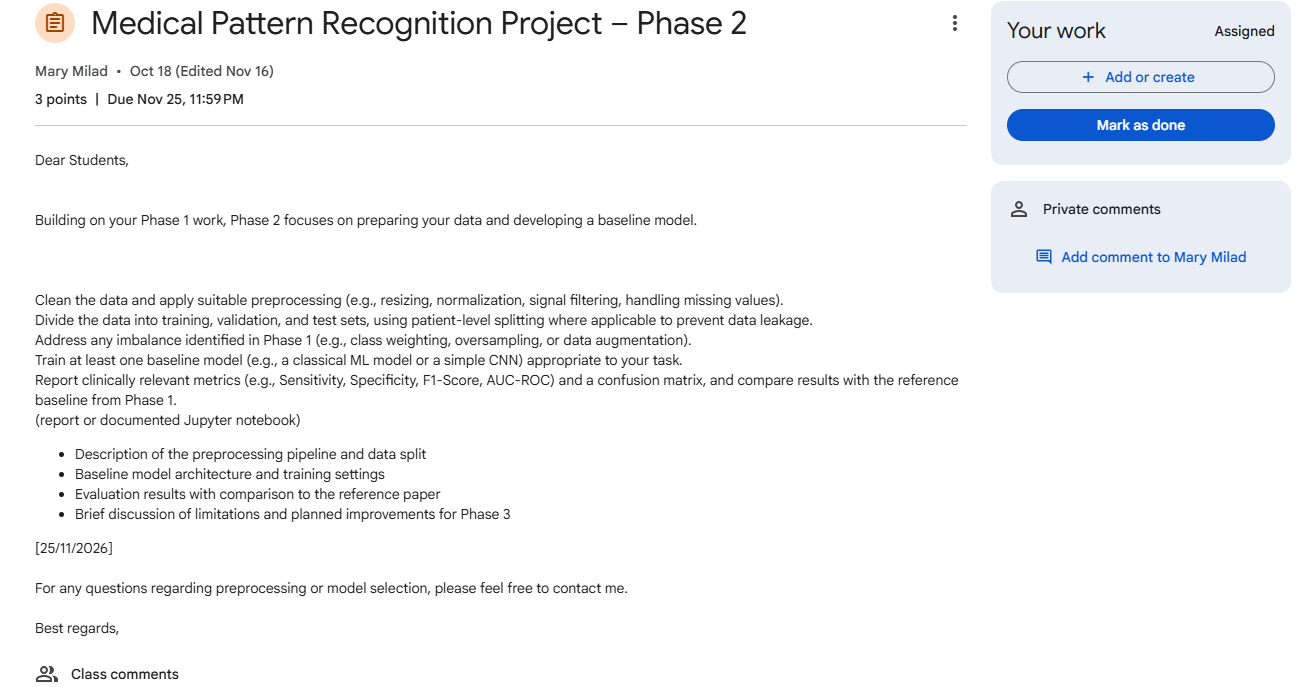 Medical Pattern Recognition Project – Phase 2
Mary Milad • Oct 18 (Edited Nov 16)
3 points | Due Nov 25, 11:59 PM
Dear Students,
Building on your Phase 1 work, Phase 2 focuses on preparing your data and developing a baseline model.
Clean the data and apply suitable preprocessing (e.g., resizing, normalization, signal filtering, handling missing values).
Divide the data into training, validation, and test sets, using patient-level splitting where applicable to prevent data leakage.
Address any imbalance identified in Phase 1 (e.g., class weighting, oversampling, or data augmentation).
Train at least one baseline model (e.g., a classical ML model or a simple CNN) appropriate to your task.
Report clinically relevant metrics (e.g., Sensitivity, Specificity, F1-Score, AUC-ROC) and a confusion matrix, and compare results with the reference
baseline from Phase 1.
(report or documented Jupyter notebook)
• Description of the preprocessing pipeline and data split
• Baseline model architecture and training settings
• Evaluation results with comparison to the reference paper
• Brief discussion of limitations and planned improvements for Phase 3
[25/11/2026]
For any questions regarding preprocessing or model selection, please feel free to contact me.
Best regards,
Class comments
Your work Assigned
+ Add or create
Mark as done
Private comments
Add comment to Mary Milad